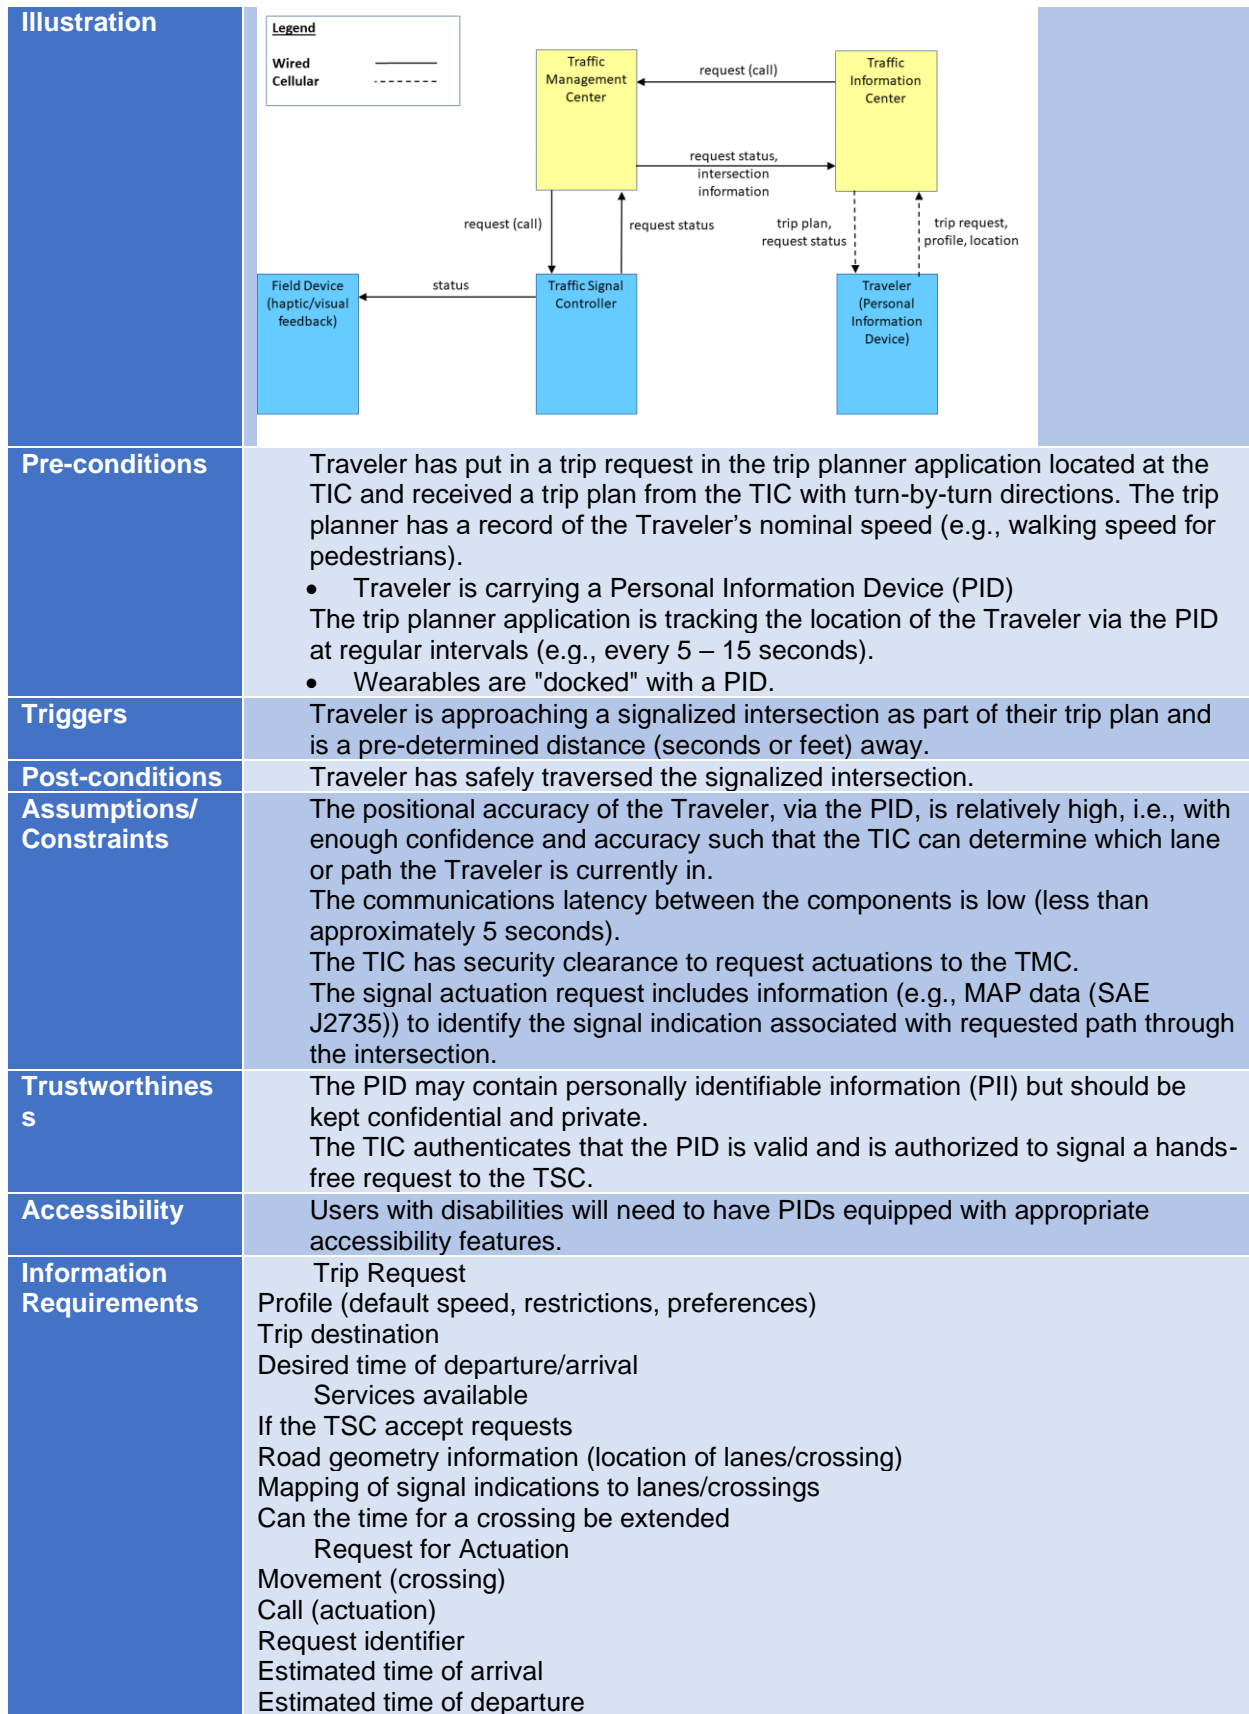 Illustration
Legend
Wired
Cellular
Traffic
Management
Center
request (call)
Traffic
Information
Center
request status,
intersection
information
request (call)
request status
trip plan,
request status
trip request,
profile, location
Field Device
(haptic/visual
feedback)
status
Traffic Signal
Controller
Traveler
(Personal
Information
Device)
Pre-conditions
Traveler has put in a trip request in the trip planner application located at the
TIC and received a trip plan from the TIC with turn-by-turn directions. The trip
planner has a record of the Traveler's nominal speed (e.g., walking speed for
pedestrians).
• Traveler is carrying a Personal Information Device (PID)
The trip planner application is tracking the location of the Traveler via the PID
at regular intervals (e.g., every 5 – 15 seconds).
• Wearables are "docked" with a PID.
Triggers
Traveler is approaching a signalized intersection as part of their trip plan and
is a pre-determined distance (seconds or feet) away.
Post-conditions
Traveler has safely traversed the signalized intersection.
Assumptions/
Constraints
The positional accuracy of the Traveler, via the PID, is relatively high, i.e., with
enough confidence and accuracy such that the TIC can determine which lane
or path the Traveler is currently in.
The communications latency between the components is low (less than
approximately 5 seconds).
The TIC has security clearance to request actuations to the TMC.
The signal actuation request includes information (e.g., MAP data (SAE
J2735)) to identify the signal indication associated with requested path through
the intersection.
Trustworthines
s
The PID may contain personally identifiable information (PII) but should be
kept confidential and private.
The TIC authenticates that the PID is valid and is authorized to signal a hands-
free request to the TSC.
Accessibility
Users with disabilities will need to have PIDs equipped with appropriate
accessibility features.
Information
Requirements
Trip Request
Profile (default speed, restrictions, preferences)
Trip destination
Desired time of departure/arrival
Services available
If the TSC accept requests
Road geometry information (location of lanes/crossing)
Mapping of signal indications to lanes/crossings
Can the time for a crossing be extended
Request for Actuation
Movement (crossing)
Call (actuation)
Request identifier
Estimated time of arrival
Estimated time of departure